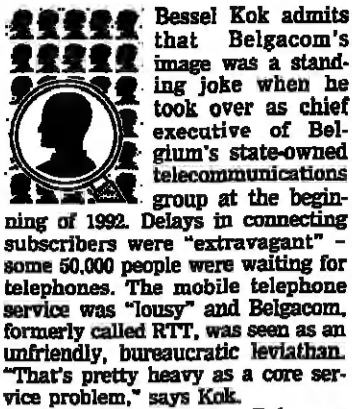 Bessel Kok admits
that Belgacom's
image was a stand-
ing joke when he
took over as chief
executive of Bel-
gium's state-owned
telecommunications
group at the begin-
ning of 1992. Delays in connecting
subscribers were "extravagant" –
some 50,000 people were waiting for
telephones. The mobile telephone
service was "lousy" and Belgacom,
formerly called RTT, was seen as an
unfriendly, bureaucratic leviathan.
"That's pretty heavy as a core ser-
vice problem," says Kok.